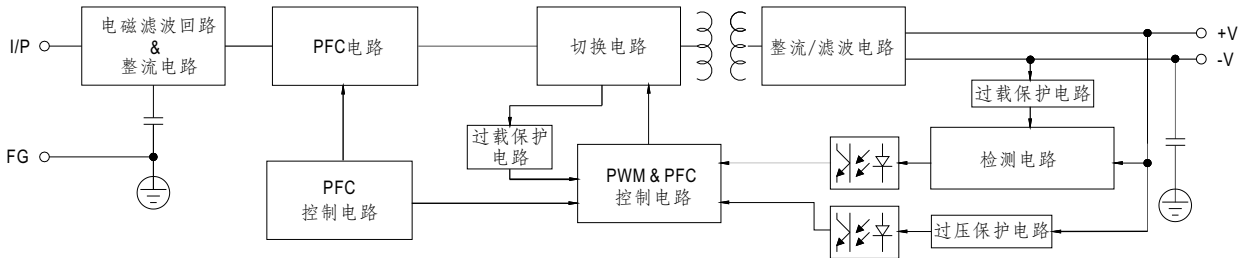 I/P
电磁滤波回路
&
整流电路
PFC电路
切换电路
整流/滤波电路
+V
-V
过载保护电路
过载保护
电路
检测电路
FG
PFC
控制电路
PWM & PFC
控制电路
过压保护电路